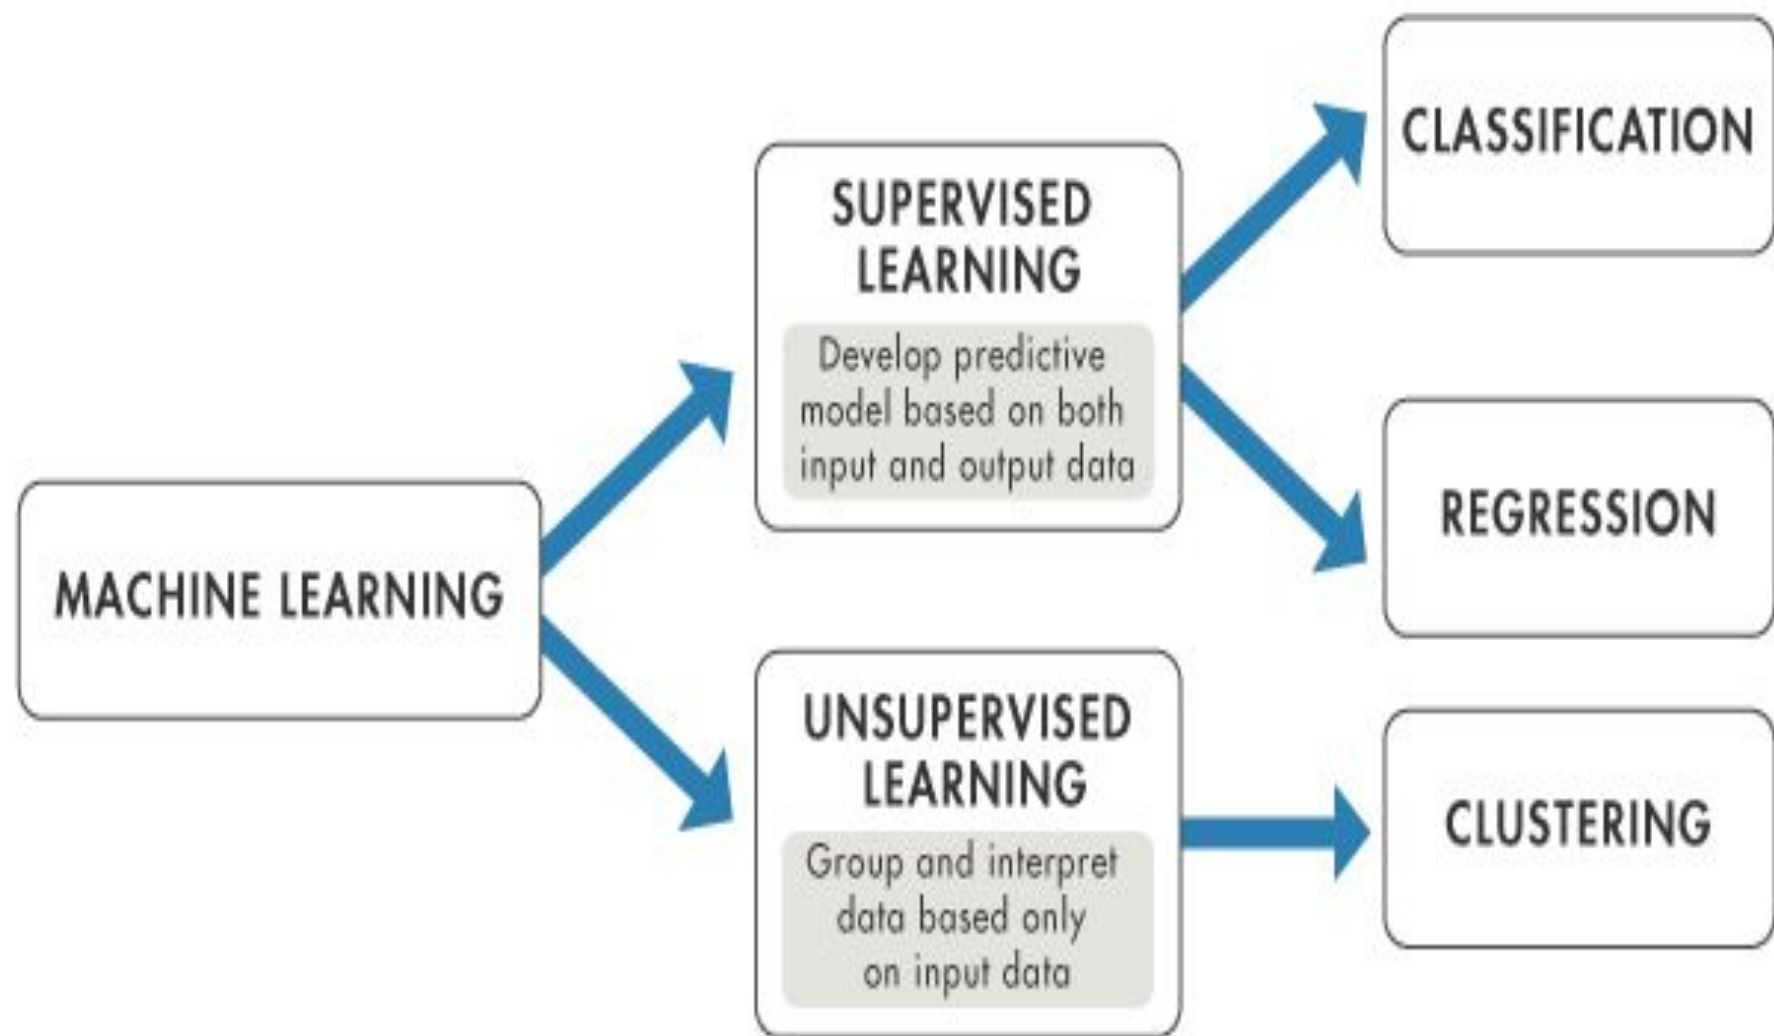 MACHINE LEARNING
SUPERVISED
LEARNING
Develop predictive
model based on both
input and output data
CLASSIFICATION
REGRESSION
UNSUPERVISED
LEARNING
Group and interpret
data based only
on input data
CLUSTERING